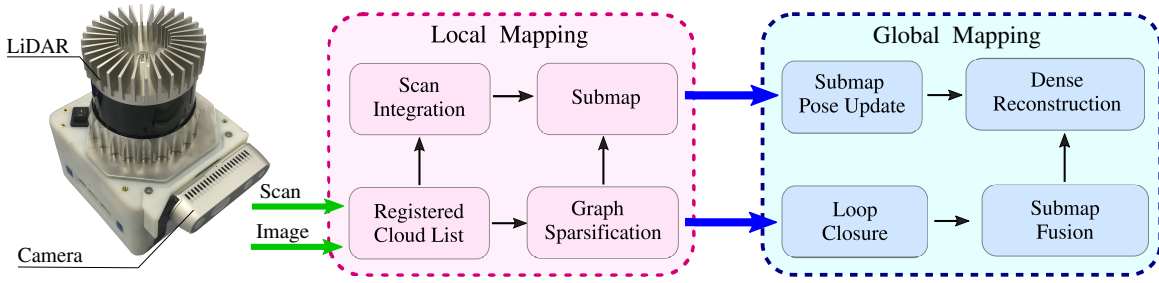 LiDAR
Camera
Scan
Image
Local Mapping
Scan
Integration
Submap
Registered
Cloud List
Graph
Sparsification
Global Mapping
Submap
Pose Update
Dense
Reconstruction
Loop
Closure
Submap
Fusion